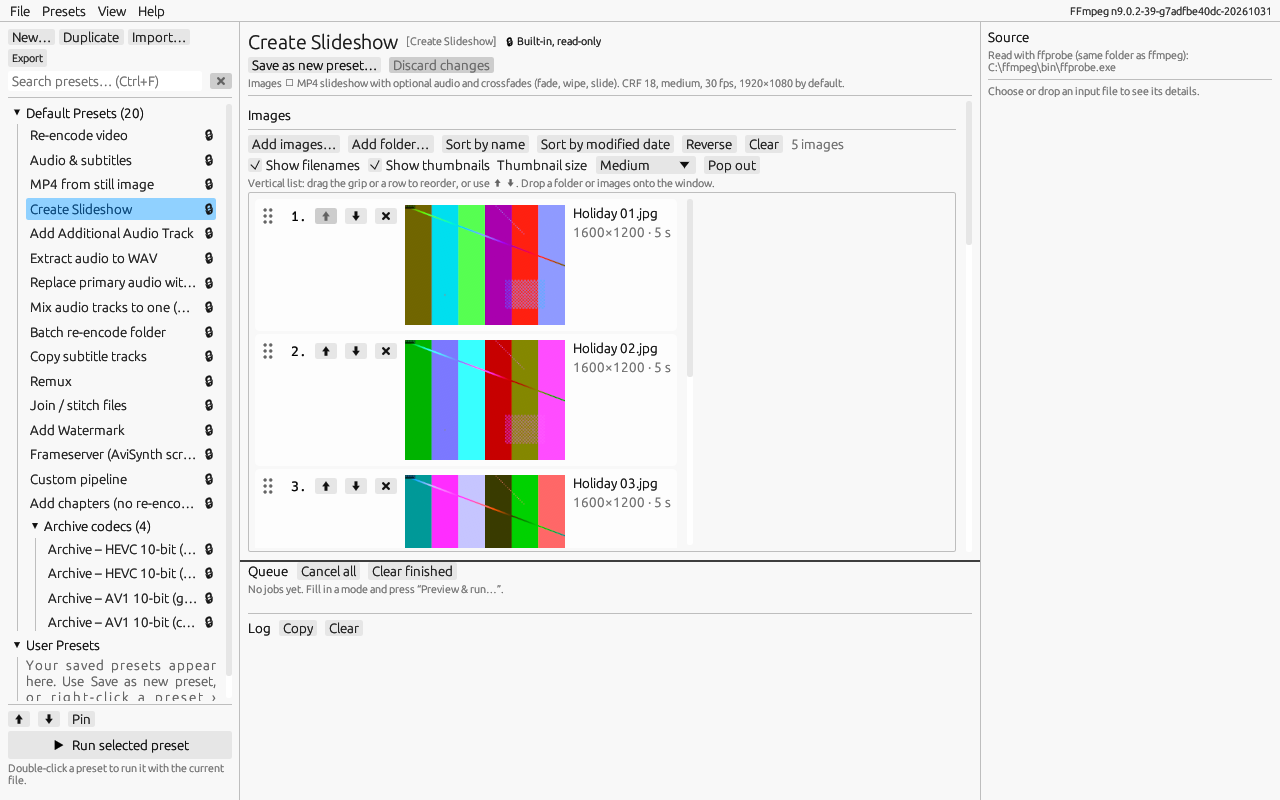 File Presets View Help
FFmpeg n9.0.2-39-g7adfbe40dc-20261031
New… Duplicate Import…
Export
Search presets… (Ctrl+F)
Default Presets (20)
Re-encode video
Audio & subtitles
MP4 from still image
Create Slideshow
Add Additional Audio Track
Extract audio to WAV
Replace primary audio wit…
Mix audio tracks to one (…
Batch re-encode folder
Copy subtitle tracks
Remux
Join / stitch files
Add Watermark
Frameserver (AviSynth scr…
Custom pipeline
Add chapters (no re-enco…
Archive codecs (4)
Archive – HEVC 10-bit (…
Archive – HEVC 10-bit (…
Archive – AV1 10-bit (g…
Archive – AV1 10-bit (c…
User Presets
Your saved presets appear
here. Use Save as new preset,
or right-click a preset ›
Pin
Run selected preset
Double-click a preset to run it with the current
file.
Create Slideshow [Create Slideshow] Built-in, read-only
Save as new preset… Discard changes
Images □ MP4 slideshow with optional audio and crossfades (fade, wipe, slide). CRF 18, medium, 30 fps, 1920×1080 by default.
Images
Add images… Add folder… Sort by name Sort by modified date Reverse Clear 5 images
Show filenames Show thumbnails Thumbnail size Medium Pop out
Vertical list: drag the grip or a row to reorder, or use ⬆ ⬇. Drop a folder or images onto the window.
1. Holiday 01.jpg
1600×1200 · 5 s
2. Holiday 02.jpg
1600×1200 · 5 s
3. Holiday 03.jpg
1600×1200 · 5 s
Queue Cancel all Clear finished
No jobs yet. Fill in a mode and press “Preview & run…”.
Log Copy Clear
Source
Read with ffprobe (same folder as ffmpeg):
C:\ffmpeg\bin\ffprobe.exe
Choose or drop an input file to see its details.